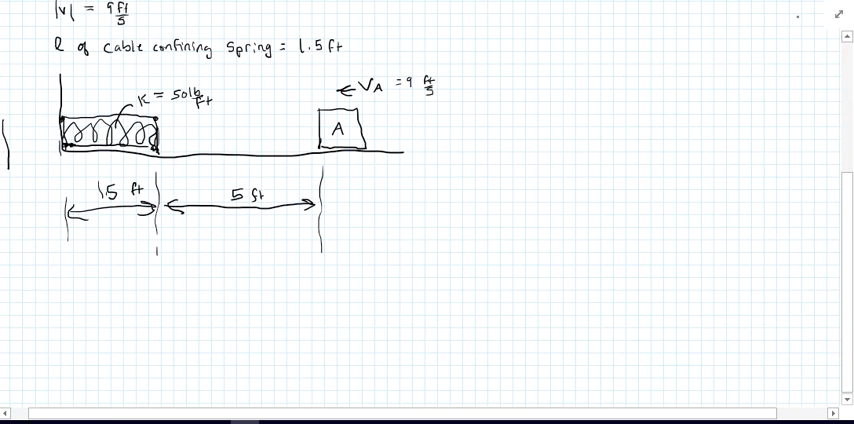 |v| = 9 ft/s
l of cable confining spring = 1.5 ft
K = 50 lb/ft
← VA = 9 ft/s
A
1.5 ft
5 ft